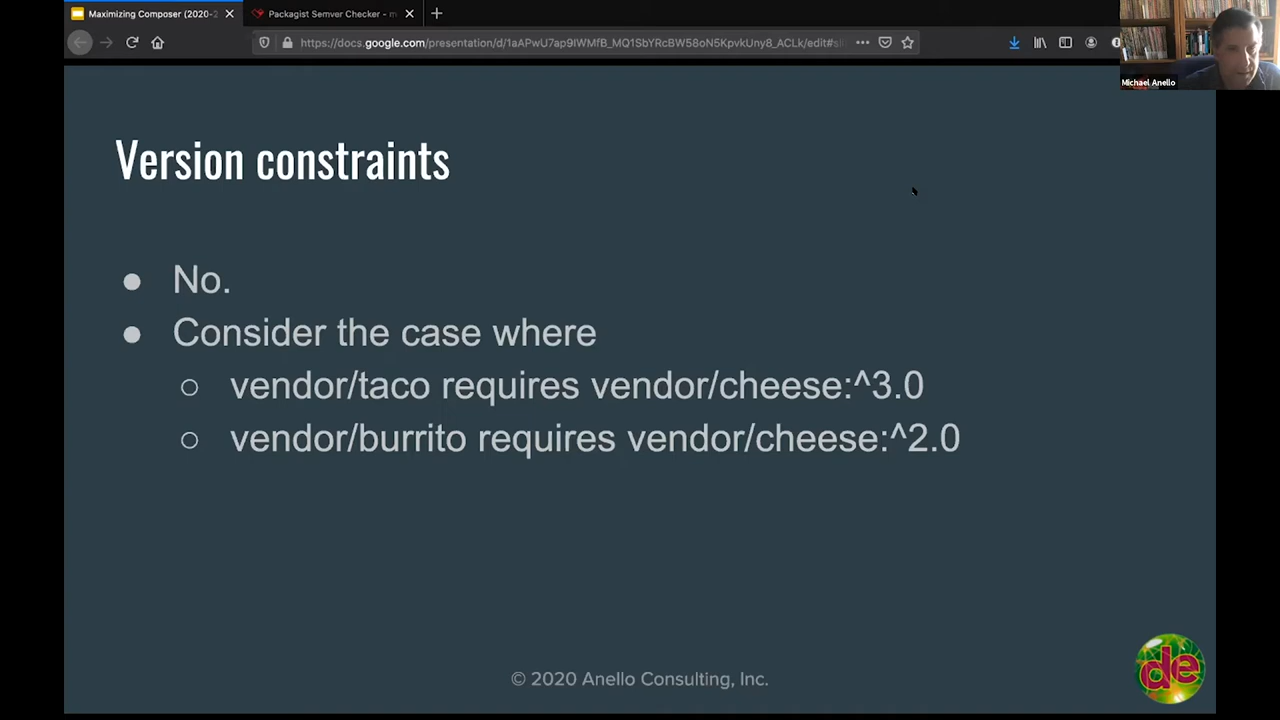 Maximizing Composer (2020-2
Packagist Semver Checker - m
https://docs.google.com/presentation/d/1aAPwU7ap9IWMfB_MQ1SbYRcBW58oN5KpvkUny8_ACLk/edit#sli
Michael Anello
Version constraints
● No.
● Consider the case where
○ vendor/taco requires vendor/cheese:^3.0
○ vendor/burrito requires vendor/cheese:^2.0
© 2020 Anello Consulting, Inc.
de